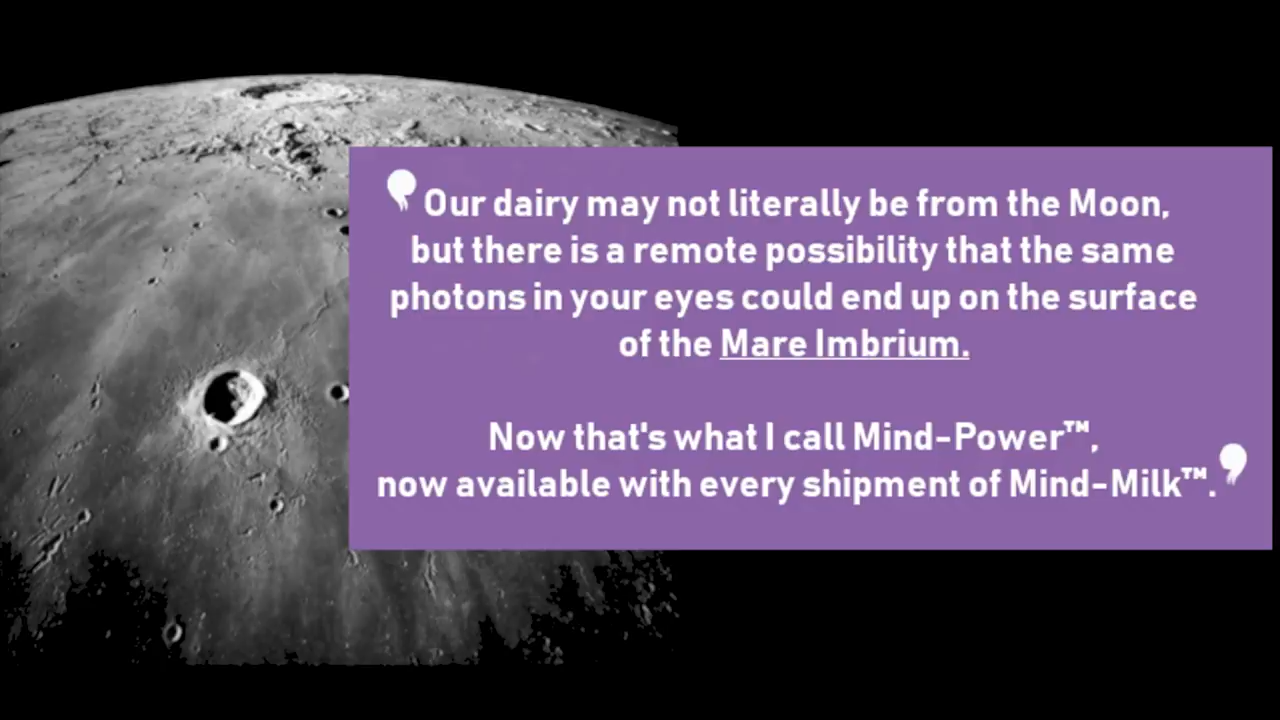 ❜Our dairy may not literally be from the Moon,
but there is a remote possibility that the same
photons in your eyes could end up on the surface
of the Mare Imbrium.
Now that's what I call Mind-Power™,
now available with every shipment of Mind-Milk™.❜